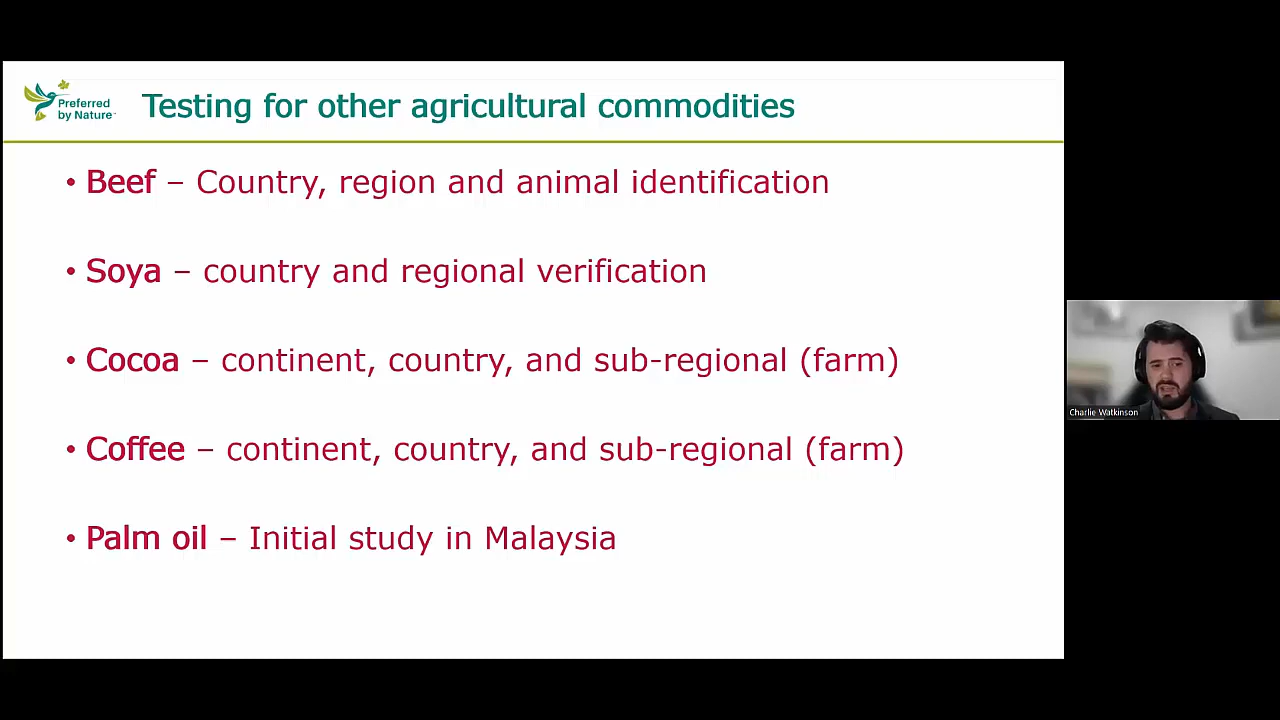 Preferred
by Nature™
Testing for other agricultural commodities
• Beef – Country, region and animal identification
• Soya – country and regional verification
• Cocoa – continent, country, and sub-regional (farm)
• Coffee – continent, country, and sub-regional (farm)
• Palm oil – Initial study in Malaysia
Charlie Watkinson